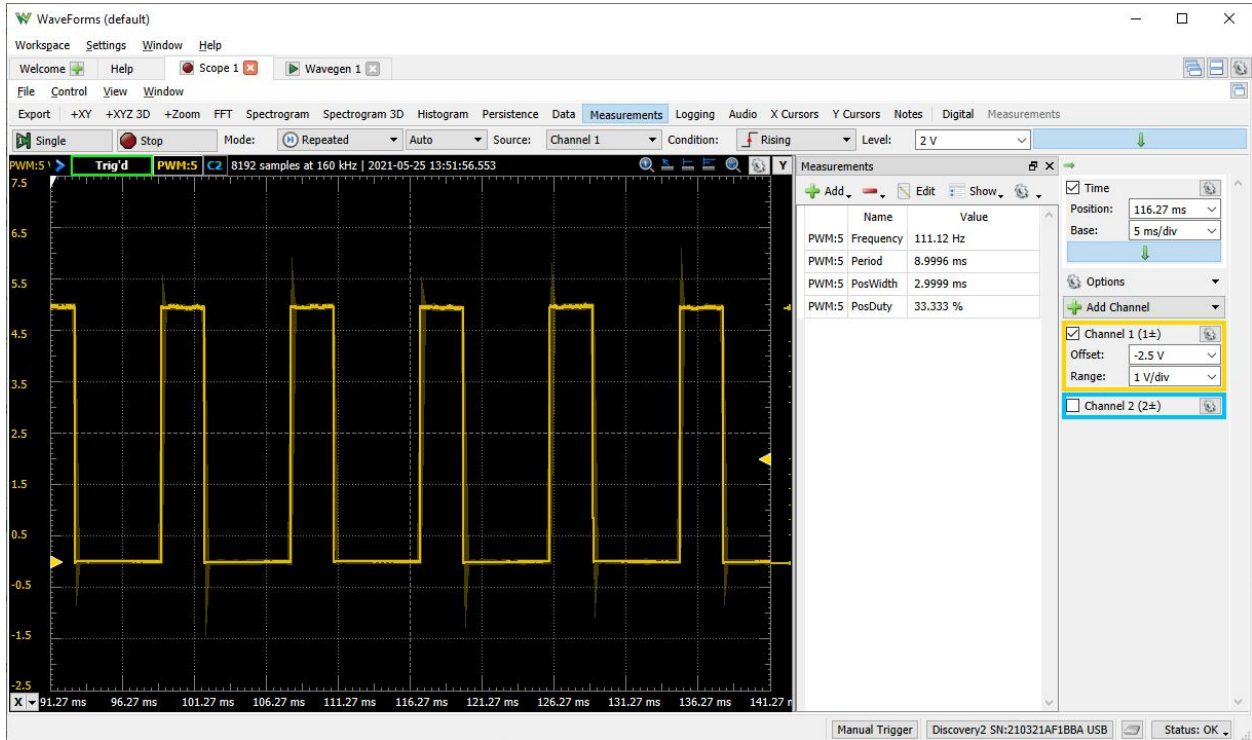 WaveForms (default)
Workspace Settings Window Help
Welcome Help Scope 1 Wavegen 1
File Control View Window
Export +XY +XYZ 3D +Zoom FFT Spectrogram Spectrogram 3D Histogram Persistence Data Measurements Logging Audio X Cursors Y Cursors Notes Digital Measurements
Single Stop Mode: Repeated Auto Source: Channel 1 Condition: Rising Level: 2 V
PWM:5 Trig'd PWM:5 C2 8192 samples at 160 kHz | 2021-05-25 13:51:56.553 Y
7.5
6.5
5.5
4.5
3.5
2.5
1.5
0.5
-0.5
-1.5
-2.5
X 91.27 ms 96.27 ms 101.27 ms 106.27 ms 111.27 ms 116.27 ms 121.27 ms 126.27 ms 131.27 ms 136.27 ms 141.27 m
Measurements
Add Edit Show
Name Value
PWM:5 Frequency 111.12 Hz
PWM:5 Period 8.9996 ms
PWM:5 PosWidth 2.9999 ms
PWM:5 PosDuty 33.333 %
Time
Position: 116.27 ms
Base: 5 ms/div
Options
Add Channel
Channel 1 (1±)
Offset: -2.5 V
Range: 1 V/div
Channel 2 (2±)
Manual Trigger Discovery2 SN:210321AF1BBA USB Status: OK